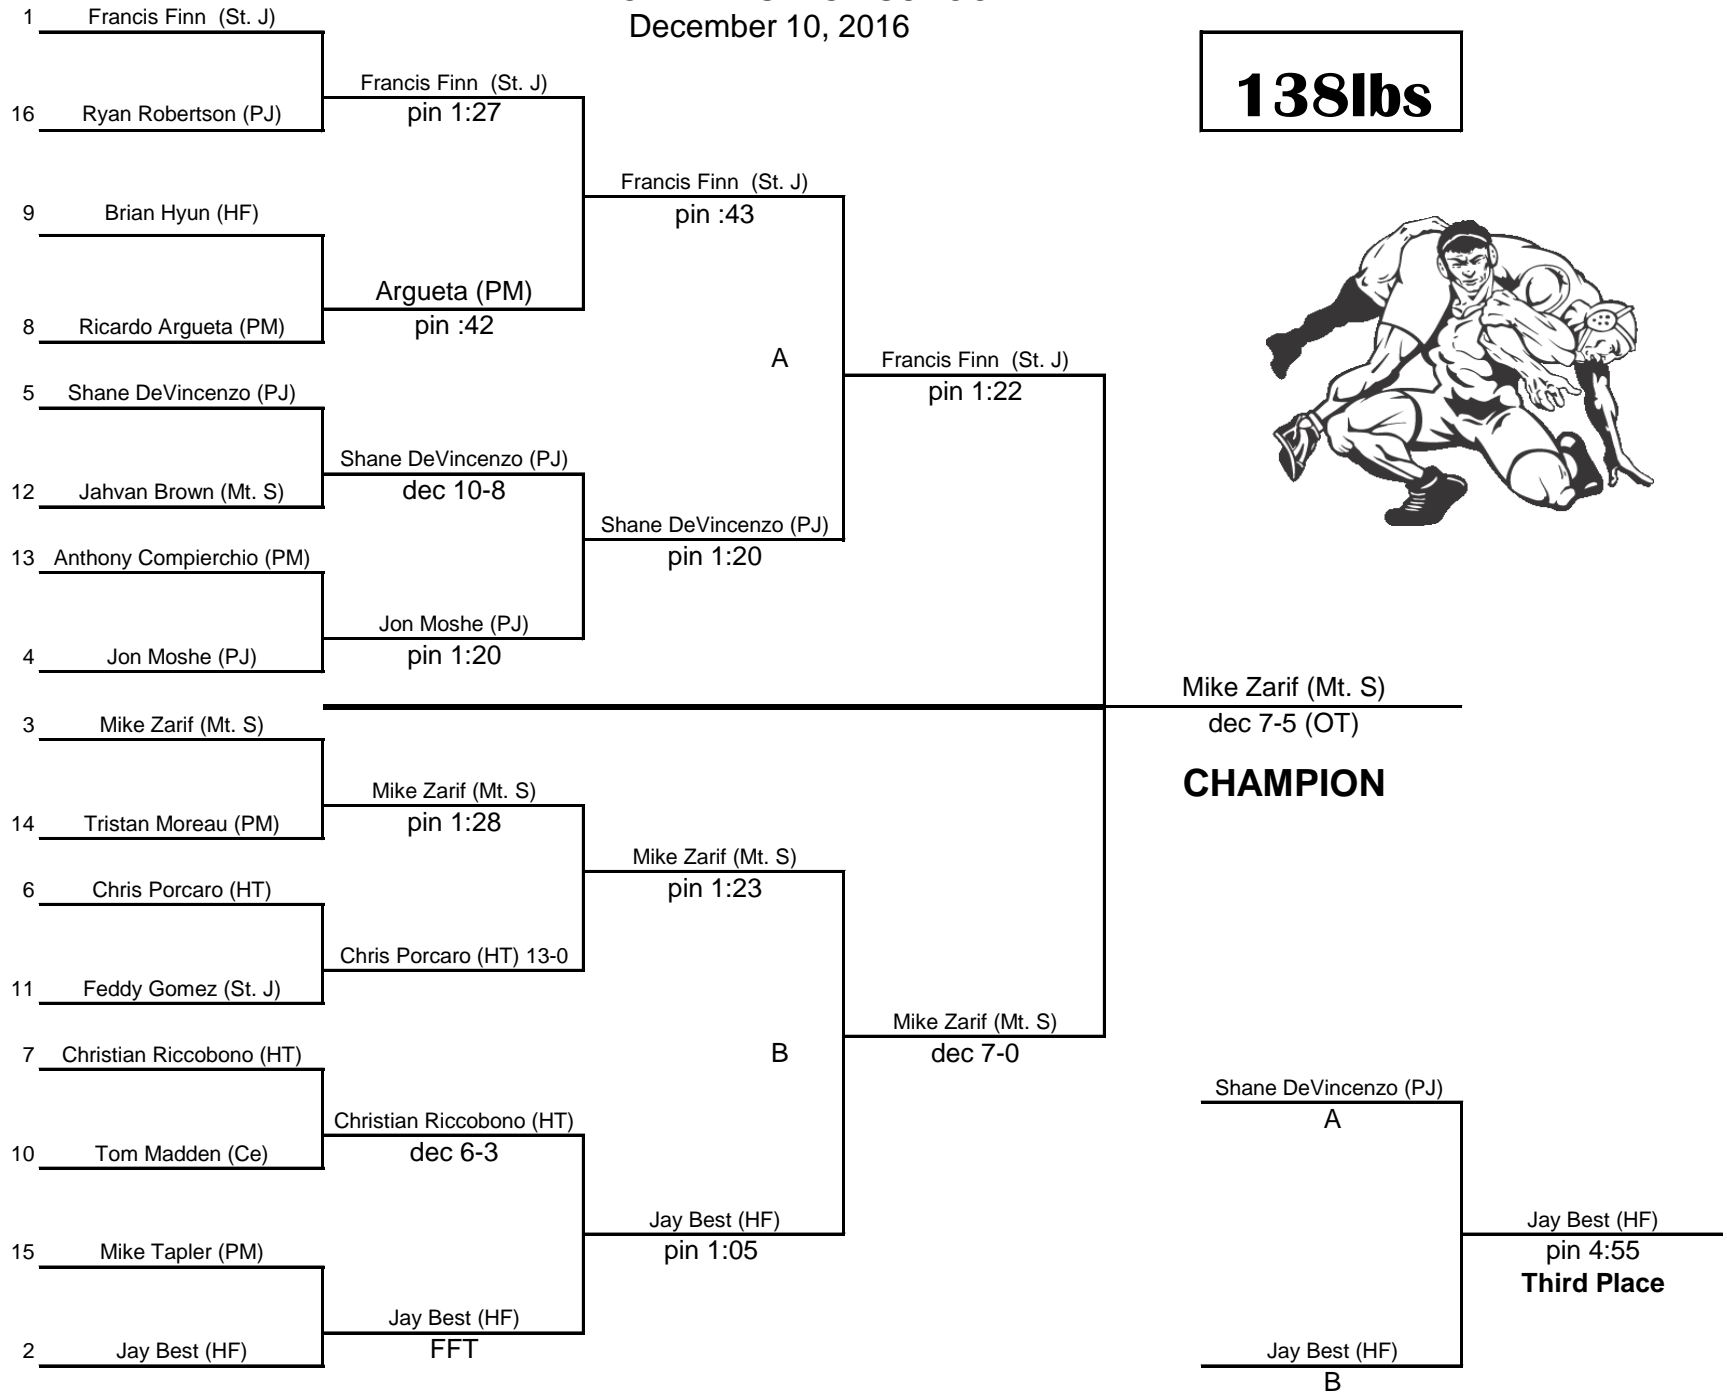 December 10, 2016
138lbs
1 Francis Finn (St. J)
Francis Finn (St. J)
pin 1:27
16 Ryan Robertson (PJ)
Francis Finn (St. J)
pin :43
9 Brian Hyun (HF)
Argueta (PM)
pin :42
8 Ricardo Argueta (PM)
A
Francis Finn (St. J)
pin 1:22
5 Shane DeVincenzo (PJ)
Shane DeVincenzo (PJ)
dec 10-8
12 Jahvan Brown (Mt. S)
Shane DeVincenzo (PJ)
pin 1:20
13 Anthony Compierchio (PM)
Jon Moshe (PJ)
pin 1:20
4 Jon Moshe (PJ)
Mike Zarif (Mt. S)
dec 7-5 (OT)
CHAMPION
3 Mike Zarif (Mt. S)
Mike Zarif (Mt. S)
pin 1:28
14 Tristan Moreau (PM)
Mike Zarif (Mt. S)
pin 1:23
6 Chris Porcaro (HT)
Chris Porcaro (HT) 13-0
11 Feddy Gomez (St. J)
Mike Zarif (Mt. S)
dec 7-0
B
7 Christian Riccobono (HT)
Christian Riccobono (HT)
dec 6-3
10 Tom Madden (Ce)
Jay Best (HF)
pin 1:05
15 Mike Tapler (PM)
Jay Best (HF)
FFT
2 Jay Best (HF)
Shane DeVincenzo (PJ)
A
Jay Best (HF)
pin 4:55
Third Place
Jay Best (HF)
B